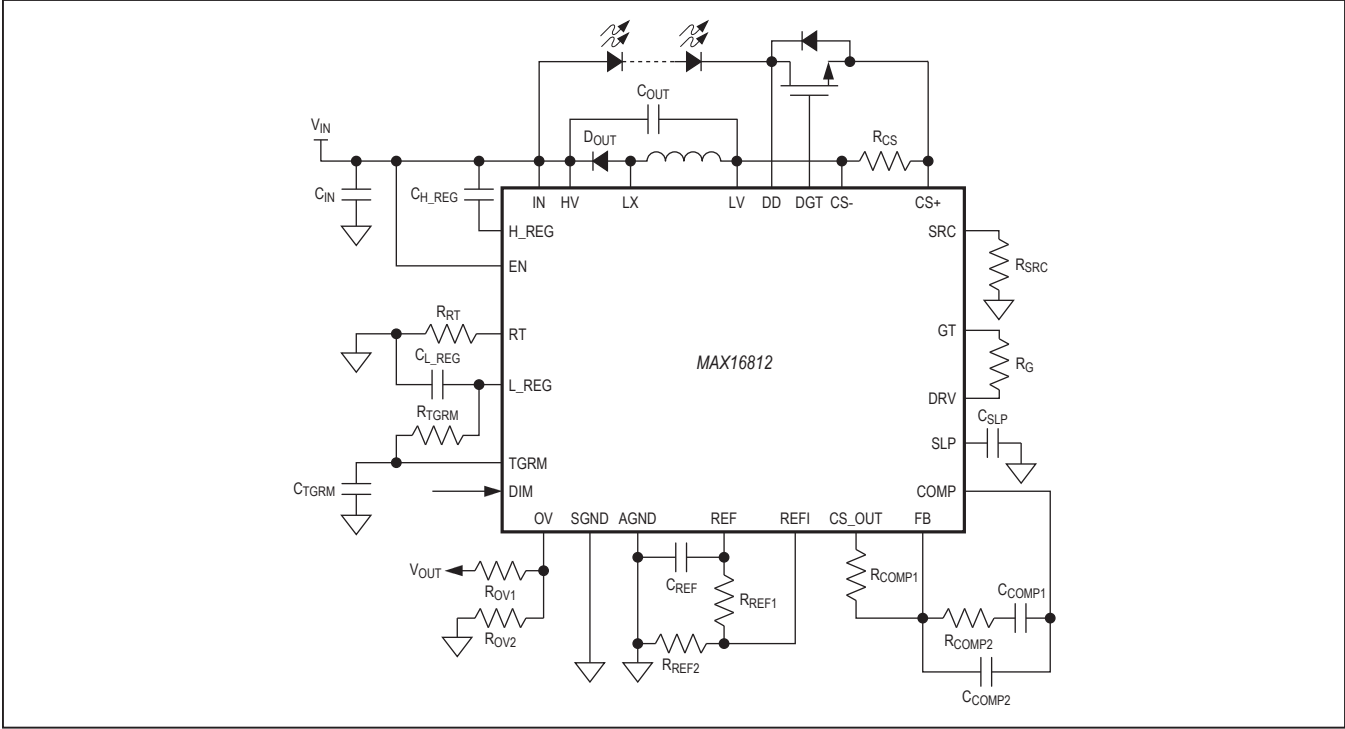 C_OUT
V_IN
D_OUT
R_CS
C_IN
C_H_REG
IN HV LX LV DD DGT CS- CS+
H_REG
SRC
EN
R_SRC
R_RT
RT
GT
C_L_REG
MAX16812
R_G
L_REG
DRV
R_TGRM
C_SLP
SLP
TGRM
C_TGRM
DIM
COMP
OV SGND AGND REF REFI CS_OUT FB
V_OUT
R_OV1
C_REF
R_REF1
R_COMP1
C_COMP1
R_OV2
R_REF2
R_COMP2
C_COMP2